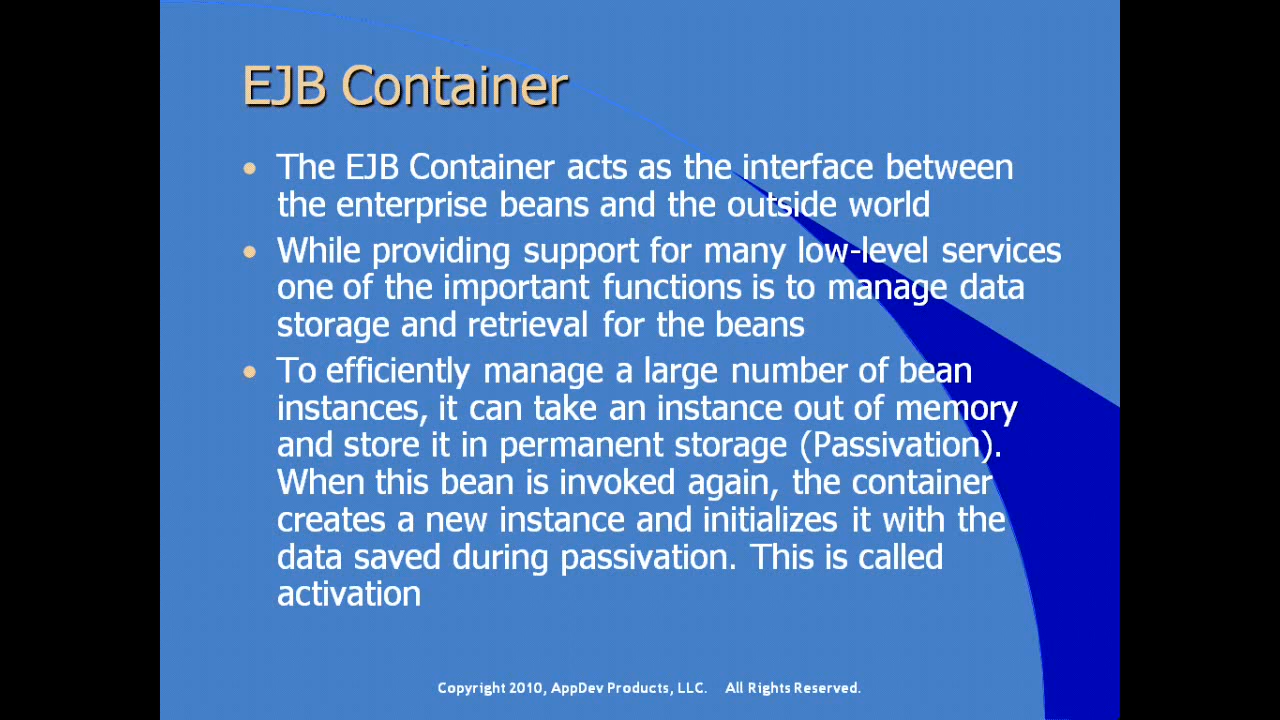 EJB Container
• The EJB Container acts as the interface between
the enterprise beans and the outside world
• While providing support for many low-level services
one of the important functions is to manage data
storage and retrieval for the beans
• To efficiently manage a large number of bean
instances, it can take an instance out of memory
and store it in permanent storage (Passivation).
When this bean is invoked again, the container
creates a new instance and initializes it with the
data saved during passivation. This is called
activation
Copyright 2010, AppDev Products, LLC. All Rights Reserved.